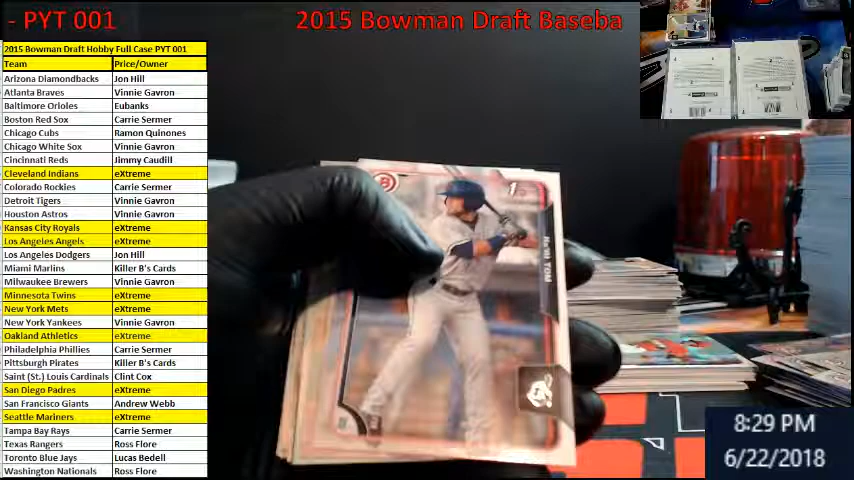 - PYT 001
2015 Bowman Draft Baseba
2015 Bowman Draft Hobby Full Case PYT 001
Team Price/Owner
Arizona Diamondbacks Jon Hill
Atlanta Braves Vinnie Gavron
Baltimore Orioles Eubanks
Boston Red Sox Carrie Sermer
Chicago Cubs Ramon Quinones
Chicago White Sox Vinnie Gavron
Cincinnati Reds Jimmy Caudill
Cleveland Indians eXtreme
Colorado Rockies Carrie Sermer
Detroit Tigers Vinnie Gavron
Houston Astros Vinnie Gavron
Kansas City Royals eXtreme
Los Angeles Angels eXtreme
Los Angeles Dodgers Jon Hill
Miami Marlins Killer B's Cards
Milwaukee Brewers Vinnie Gavron
Minnesota Twins eXtreme
New York Mets eXtreme
New York Yankees Vinnie Gavron
Oakland Athletics eXtreme
Philadelphia Phillies Carrie Sermer
Pittsburgh Pirates Killer B's Cards
Saint (St.) Louis Cardinals Clint Cox
San Diego Padres eXtreme
San Francisco Giants Andrew Webb
Seattle Mariners eXtreme
Tampa Bay Rays Carrie Sermer
Texas Rangers Ross Flore
Toronto Blue Jays Lucas Bedell
Washington Nationals Ross Flore
TOM
8:29 PM
6/22/2018